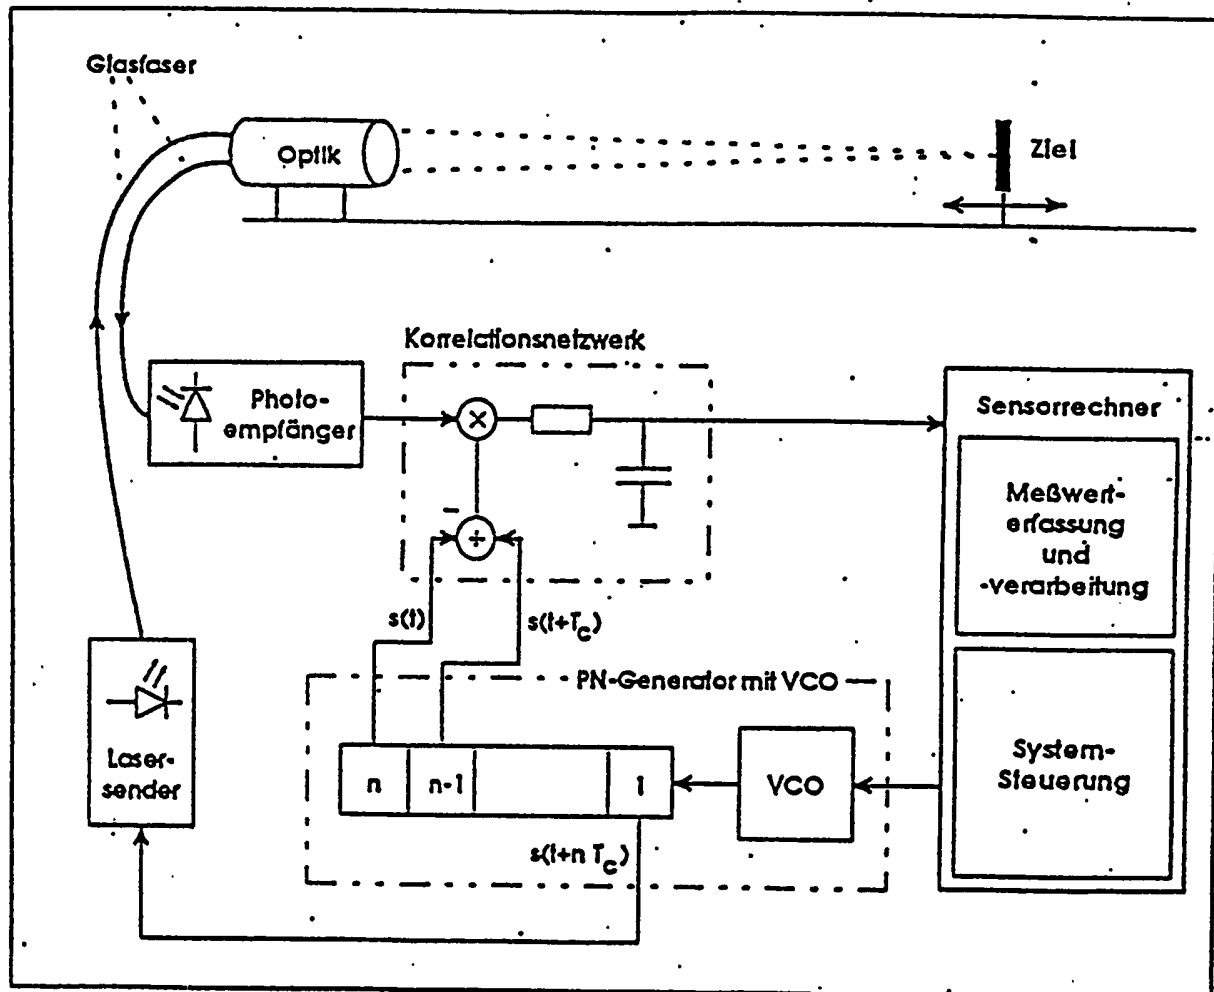 Glasfaser
Optik
Ziel
Korrelationsnetzwerk
Photo-
empfänger
Sensorrechner
Meßwert-
erfassung
und
-verarbeitung
s(t)
s(t+T_c)
PN-Generator mit VCO
Laser-
sender
n
n-1
1
VCO
System-
Steuerung
s(t+n T_c)